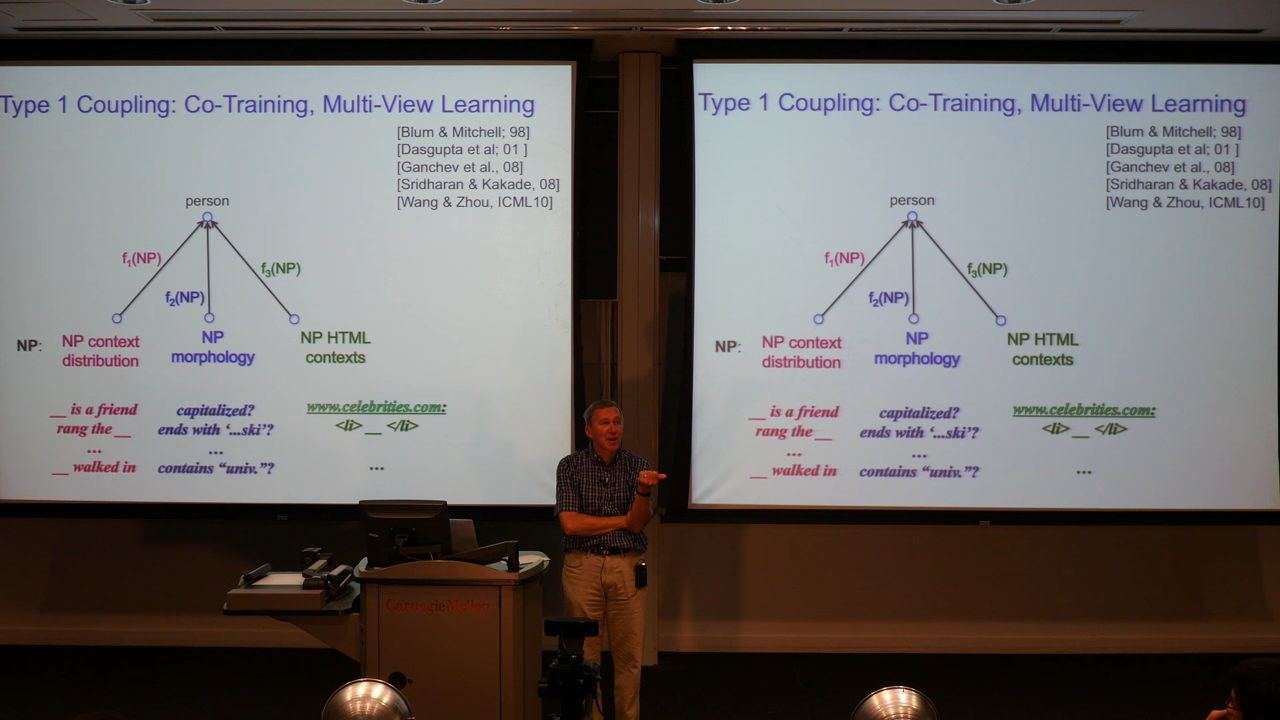 Type 1 Coupling: Co-Training, Multi-View Learning
[Blum & Mitchell; 98]
[Dasgupta et al; 01 ]
[Ganchev et al., 08]
[Sridharan & Kakade, 08]
[Wang & Zhou, ICML10]
person
f1(NP)
f2(NP)
f3(NP)
NP:
NP context
distribution
NP
morphology
NP HTML
contexts
__ is a friend
rang the __
...
__ walked in
capitalized?
ends with ‘...ski’?
...
contains “univ.”?
www.celebrities.com:
<li> __ </li>
...
Type 1 Coupling: Co-Training, Multi-View Learning
[Blum & Mitchell; 98]
[Dasgupta et al; 01 ]
[Ganchev et al., 08]
[Sridharan & Kakade, 08]
[Wang & Zhou, ICML10]
person
f1(NP)
f2(NP)
f3(NP)
NP:
NP context
distribution
NP
morphology
NP HTML
contexts
__ is a friend
rang the __
...
__ walked in
capitalized?
ends with ‘...ski’?
...
contains “univ.”?
www.celebrities.com:
<li> __ </li>
...
Carnegie Mellon